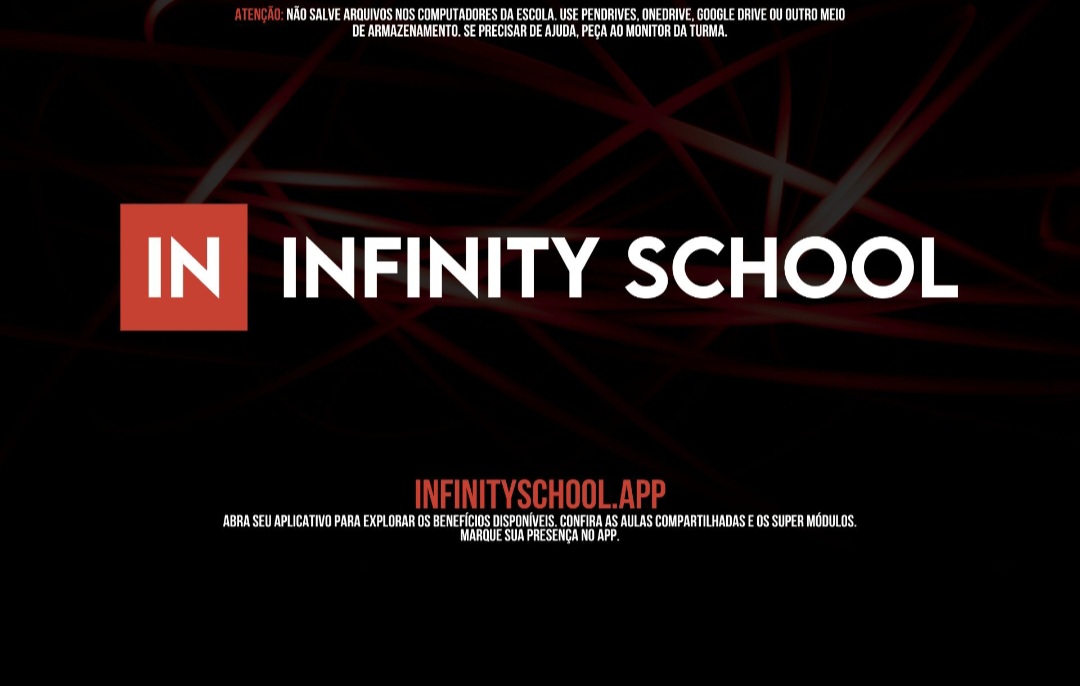 ATENÇÃO: NÃO SALVE ARQUIVOS NOS COMPUTADORES DA ESCOLA. USE PENDRIVES, ONEDRIVE, GOOGLE DRIVE OU OUTRO MEIO
DE ARMAZENAMENTO. SE PRECISAR DE AJUDA, PEÇA AO MONITOR DA TURMA.
IN INFINITY SCHOOL
INFINITYSCHOOL.APP
ABRA SEU APLICATIVO PARA EXPLORAR OS BENEFÍCIOS DISPONÍVEIS. CONFIRA AS AULAS COMPARTILHADAS E OS SUPER MÓDULOS.
MARQUE SUA PRESENÇA NO APP.